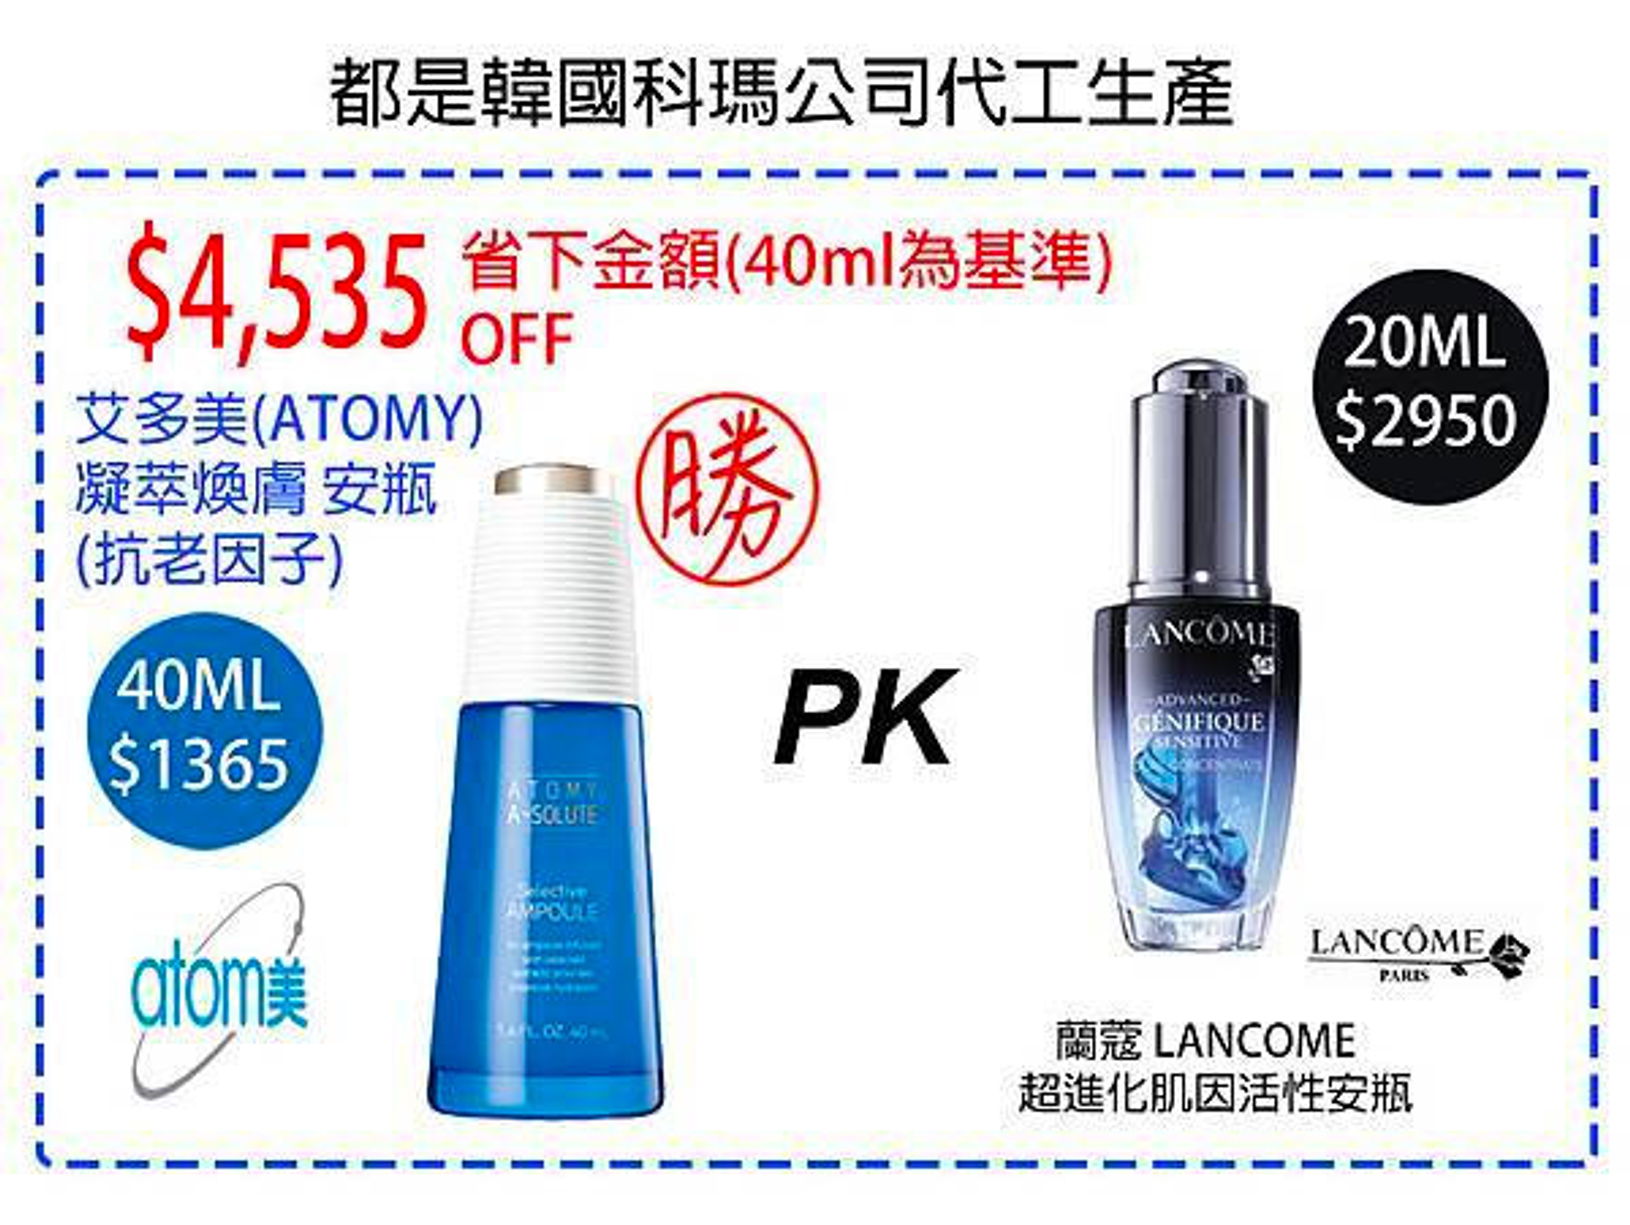 都是韓國科瑪公司代工生產
$4,535 省下金額(40ml為基準)
OFF
艾多美(ATOMY)
凝萃煥膚 安瓶
(抗老因子)
勝
20ML
$2950
40ML
$1365
PK
ATOMY
A·SOLUTE
Selective
AMPOULE
LANCÔME
ADVANCED
GÉNIFIQUE
SENSITIVE
CONCENTRATE
atom美
LANCÔME
PARIS
蘭蔻 LANCOME
超進化肌因活性安瓶